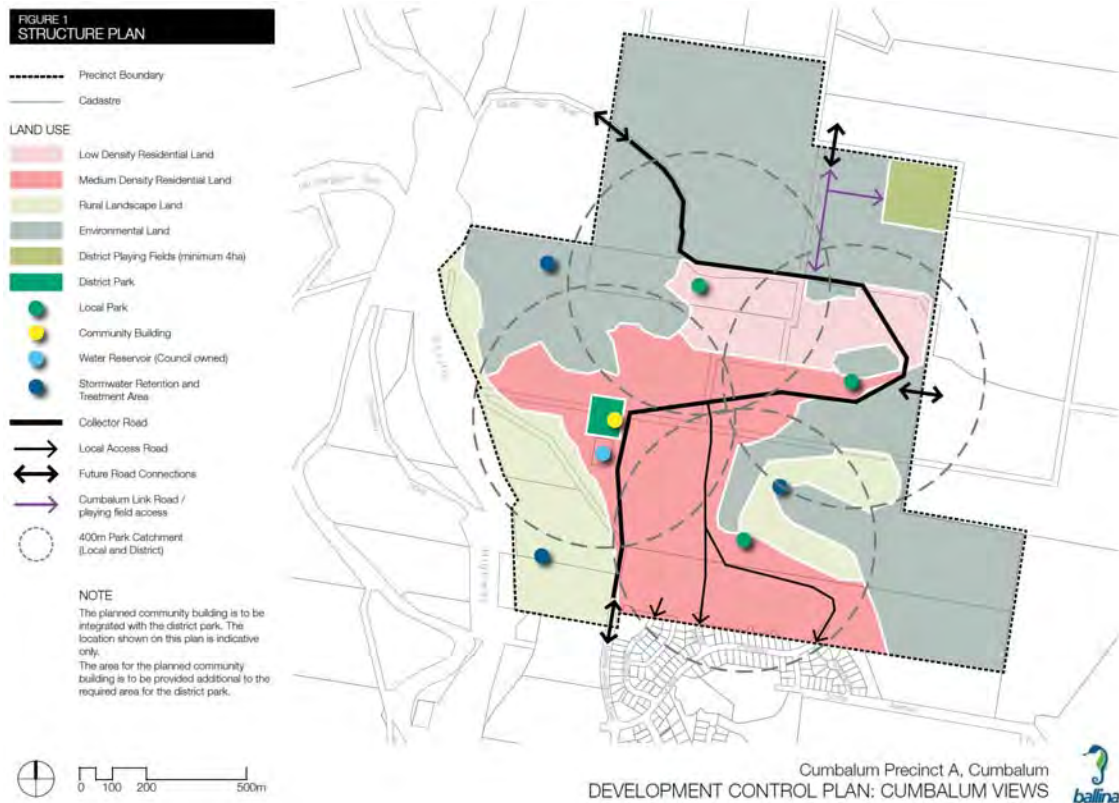 FIGURE 1
STRUCTURE PLAN
Precinct Boundary
Cadastre
LAND USE
Low Density Residential Land
Medium Density Residential Land
Rural Landscape Land
Environmental Land
District Playing Fields (minimum 4ha)
District Park
Local Park
Community Building
Water Reservoir (Council owned)
Stormwater Retention and
Treatment Area
Collector Road
Local Access Road
Future Road Connections
Cumbalum Link Road /
playing field access
400m Park Catchment
(Local and District)
NOTE
The planned community building is to be
integrated with the district park. The
location shown on this plan is indicative
only.
The area for the planned community
building is to be provided additional to the
required area for the district park.
0 100 200 500m
Cumbalum Precinct A, Cumbalum
DEVELOPMENT CONTROL PLAN: CUMBALUM VIEWS
ballina